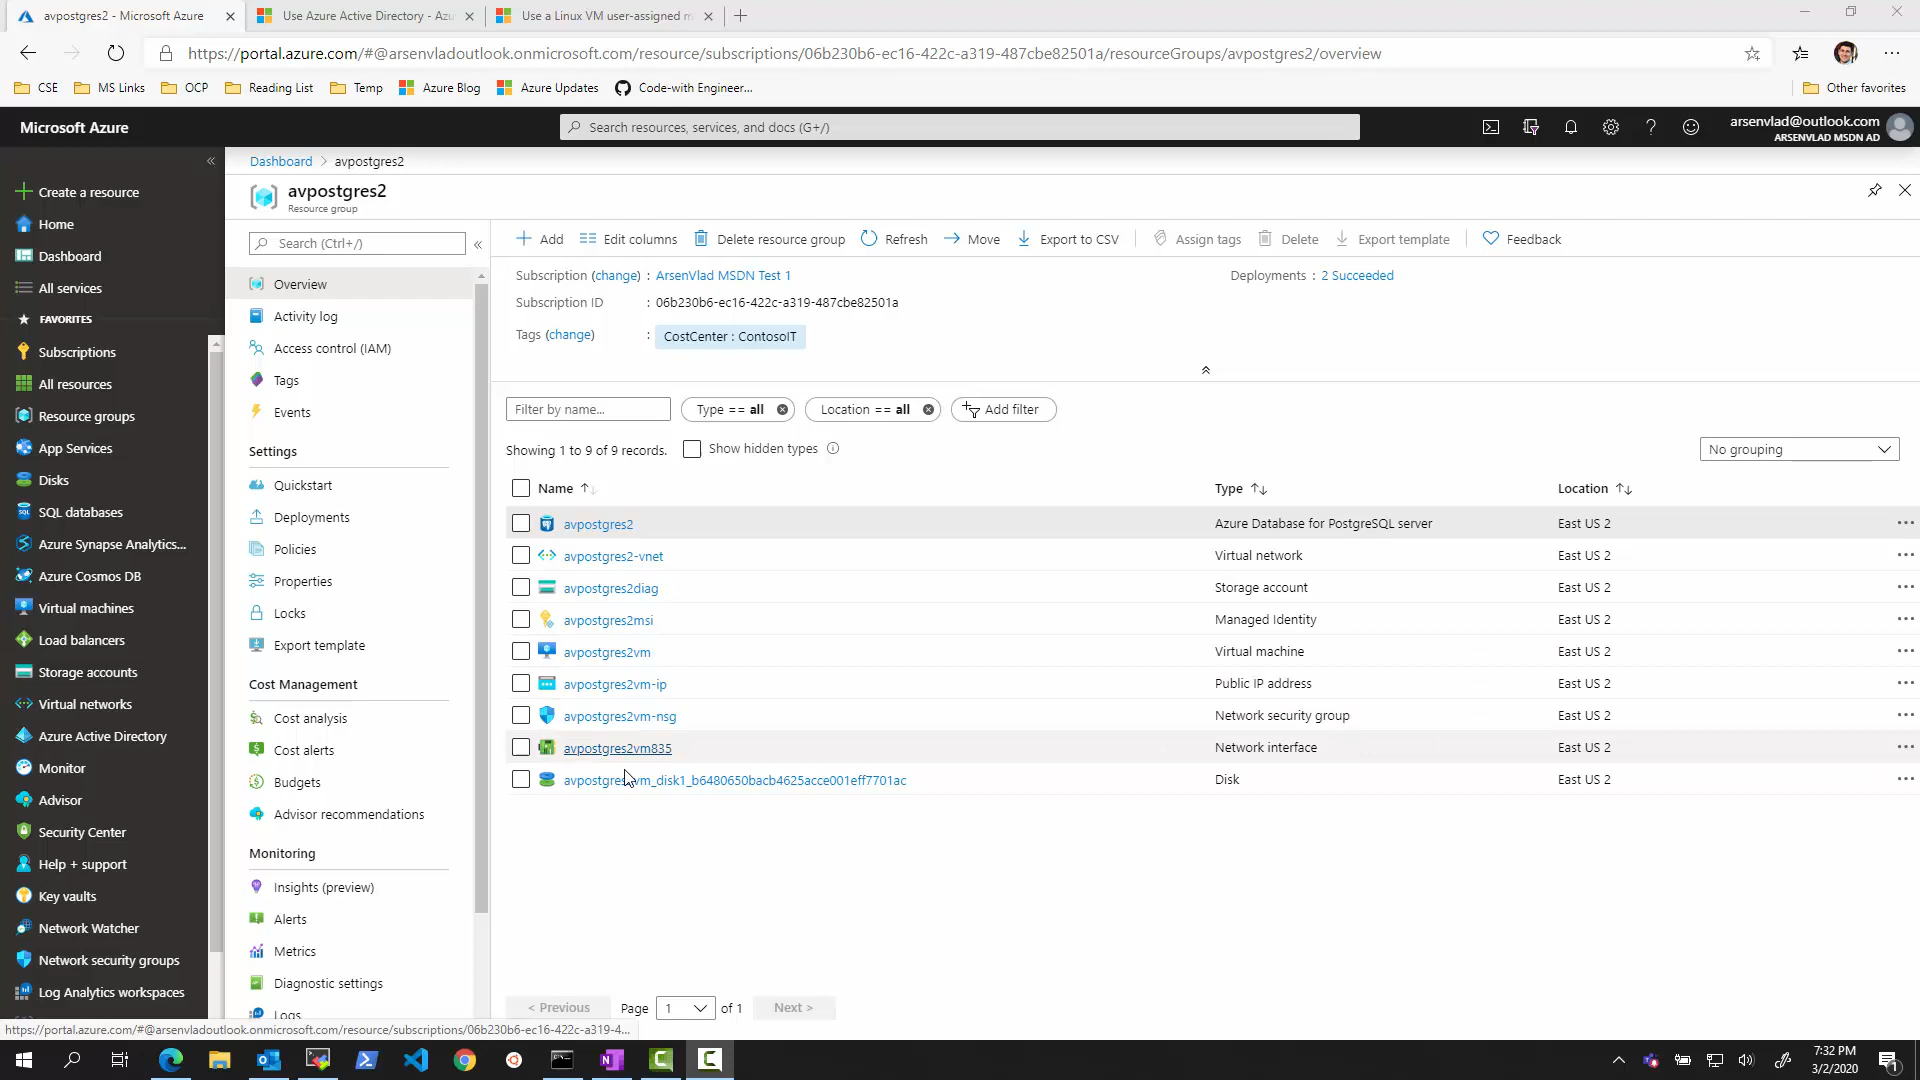 avpostgres2 - Microsoft Azure
Use Azure Active Directory - Azu
Use a Linux VM user-assigned m
https://portal.azure.com/#@arsenvladoutlook.onmicrosoft.com/resource/subscriptions/06b230b6-ec16-422c-a319-487cbe82501a/resourceGroups/avpostgres2/overview
CSE MS Links OCP Reading List Temp Azure Blog Azure Updates Code-with Engineer... Other favorites
Microsoft Azure
Search resources, services, and docs (G+/)
arsenvlad@outlook.com
ARSENVLAD MSDN AD
Create a resource
Home
Dashboard
All services
FAVORITES
Subscriptions
All resources
Resource groups
App Services
Disks
SQL databases
Azure Synapse Analytics...
Azure Cosmos DB
Virtual machines
Load balancers
Storage accounts
Virtual networks
Azure Active Directory
Monitor
Advisor
Security Center
Help + support
Key vaults
Network Watcher
Network security groups
Log Analytics workspaces
Dashboard > avpostgres2
avpostgres2
Resource group
Search (Ctrl+/)
Overview
Activity log
Access control (IAM)
Tags
Events
Settings
Quickstart
Deployments
Policies
Properties
Locks
Export template
Cost Management
Cost analysis
Cost alerts
Budgets
Advisor recommendations
Monitoring
Insights (preview)
Alerts
Metrics
Diagnostic settings
Logs
Add Edit columns Delete resource group Refresh Move Export to CSV Assign tags Delete Export template Feedback
Subscription (change) : ArsenVlad MSDN Test 1
Deployments : 2 Succeeded
Subscription ID : 06b230b6-ec16-422c-a319-487cbe82501a
Tags (change) : CostCenter : ContosoIT
Filter by name... Type == all Location == all Add filter
Showing 1 to 9 of 9 records. Show hidden types
No grouping
Name Type Location
avpostgres2 Azure Database for PostgreSQL server East US 2
avpostgres2-vnet Virtual network East US 2
avpostgres2diag Storage account East US 2
avpostgres2msi Managed Identity East US 2
avpostgres2vm Virtual machine East US 2
avpostgres2vm-ip Public IP address East US 2
avpostgres2vm-nsg Network security group East US 2
avpostgres2vm835 Network interface East US 2
avpostgres2vm_disk1_b6480650bacb4625acce001eff7701ac Disk East US 2
< Previous Page 1 of 1 Next >
https://portal.azure.com/#@arsenvladoutlook.onmicrosoft.com/resource/subscriptions/06b230b6-ec16-422c-a319-4...
7:32 PM
3/2/2020
1